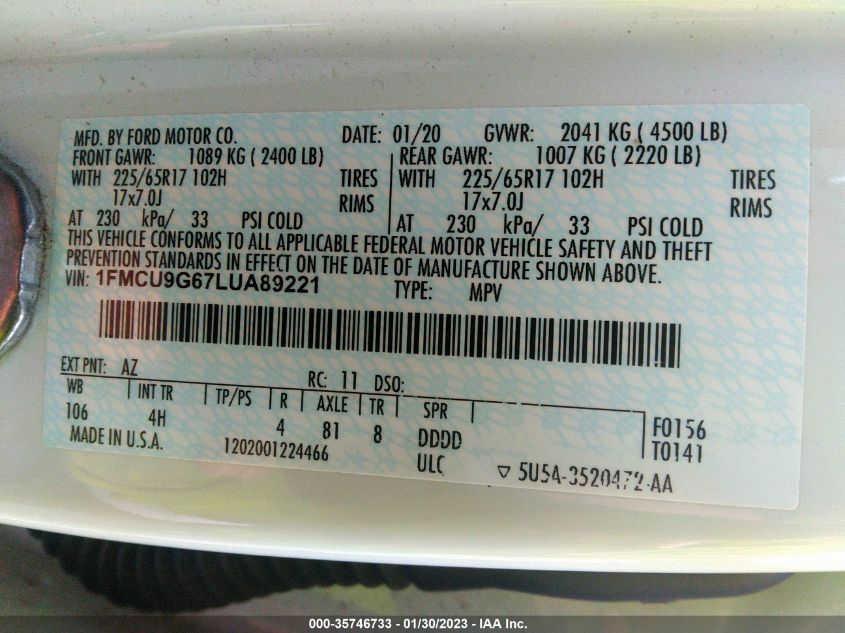 MFD. BY FORD MOTOR CO. DATE: 01/20 GVWR: 2041 KG ( 4500 LB)
FRONT GAWR: 1089 KG ( 2400 LB) REAR GAWR: 1007 KG ( 2220 LB)
WITH 225/65R17 102H TIRES WITH 225/65R17 102H TIRES
17x7.0J RIMS 17x7.0J RIMS
AT 230 kPa/ 33 PSI COLD AT 230 kPa/ 33 PSI COLD
THIS VEHICLE CONFORMS TO ALL APPLICABLE FEDERAL MOTOR VEHICLE SAFETY AND THEFT
PREVENTION STANDARDS IN EFFECT ON THE DATE OF MANUFACTURE SHOWN ABOVE.
VIN: 1FMCU9G67LUA89221 TYPE: MPV
EXT PNT: AZ RC: 11 DSO:
WB INT TR TP/PS R AXLE TR SPR
106 4H 4 81 8 DDDD F0156
MADE IN U.S.A. 1202001224466 ULC T0141
▽ 5U5A-3520472-AA
000-35746733 - 01/30/2023 - IAA Inc.